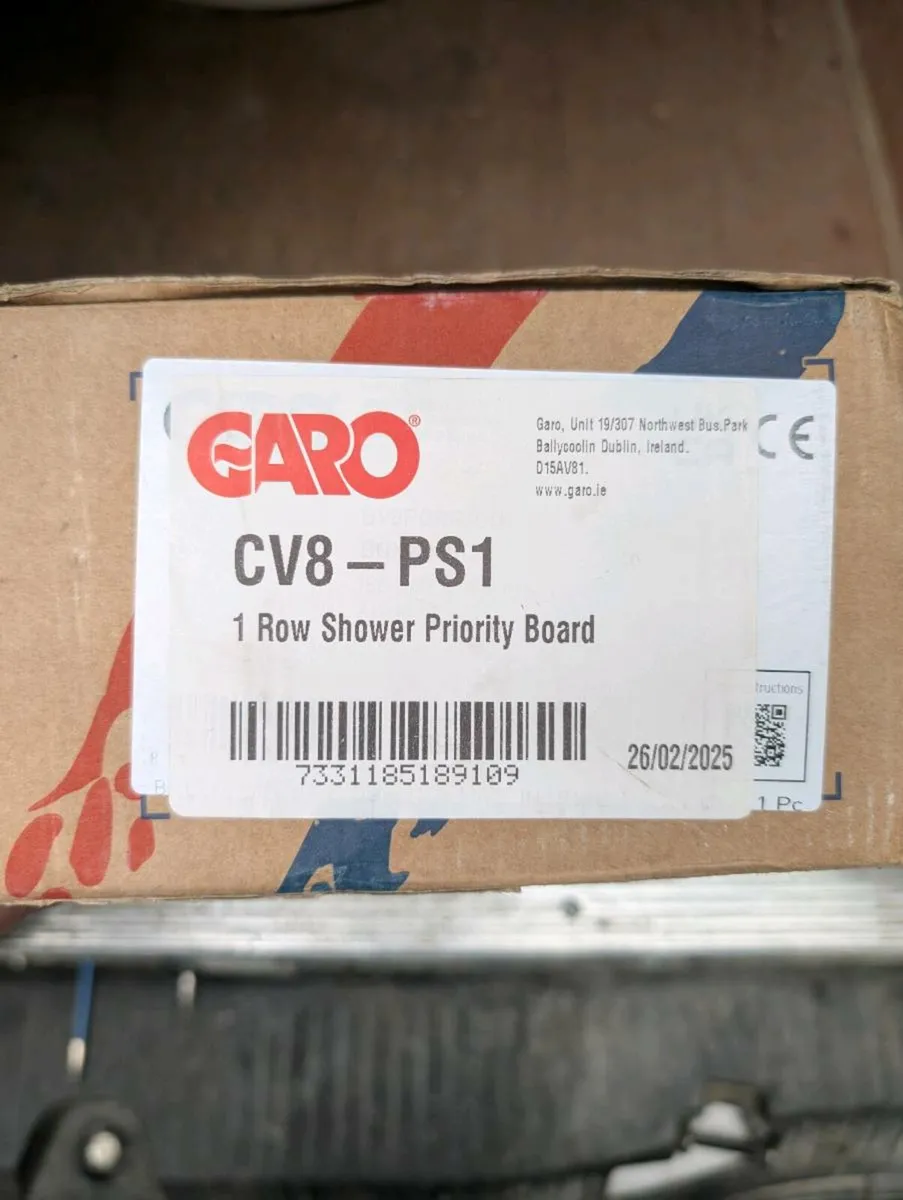 GARO®
Garo, Unit 19/307 Northwest Bus.Park
Ballycoolin Dublin, Ireland.
D15AV81.
www.garo.ie
CE
CV8 – PS1
1 Row Shower Priority Board
7331185189109
26/02/2025
tructions
1 Pc